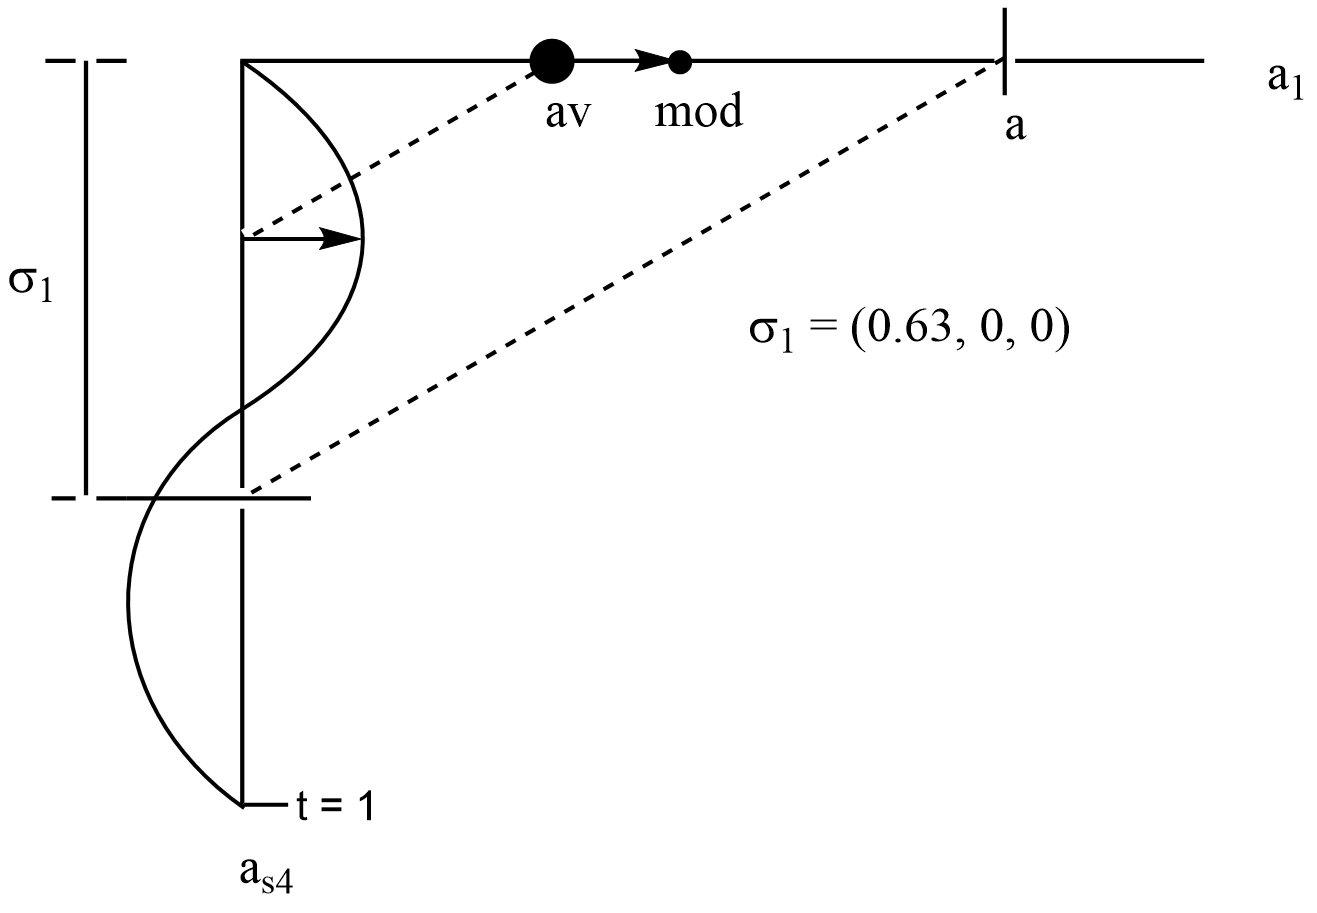 a₁
av mod
a
σ₁
σ₁ = (0.63, 0, 0)
t = 1
aₛ₄